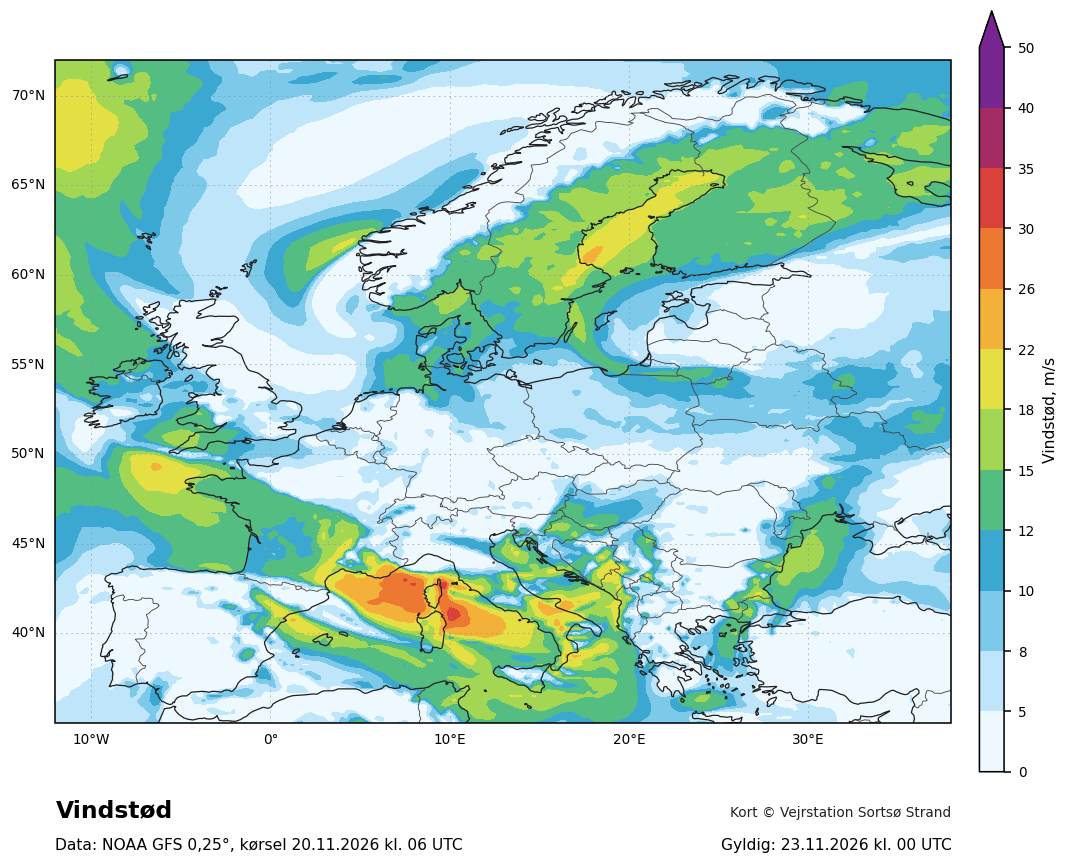 50
40
70°N
35
65°N
30
60°N
26
22
55°N
18
Vindstød, m/s
15
50°N
12
45°N
10
40°N
8
5
0
10°W
0°
10°E
20°E
30°E
Vindstød
Kort © Vejrstation Sortsø Strand
Data: NOAA GFS 0,25°, kørsel 20.11.2026 kl. 06 UTC
Gyldig: 23.11.2026 kl. 00 UTC